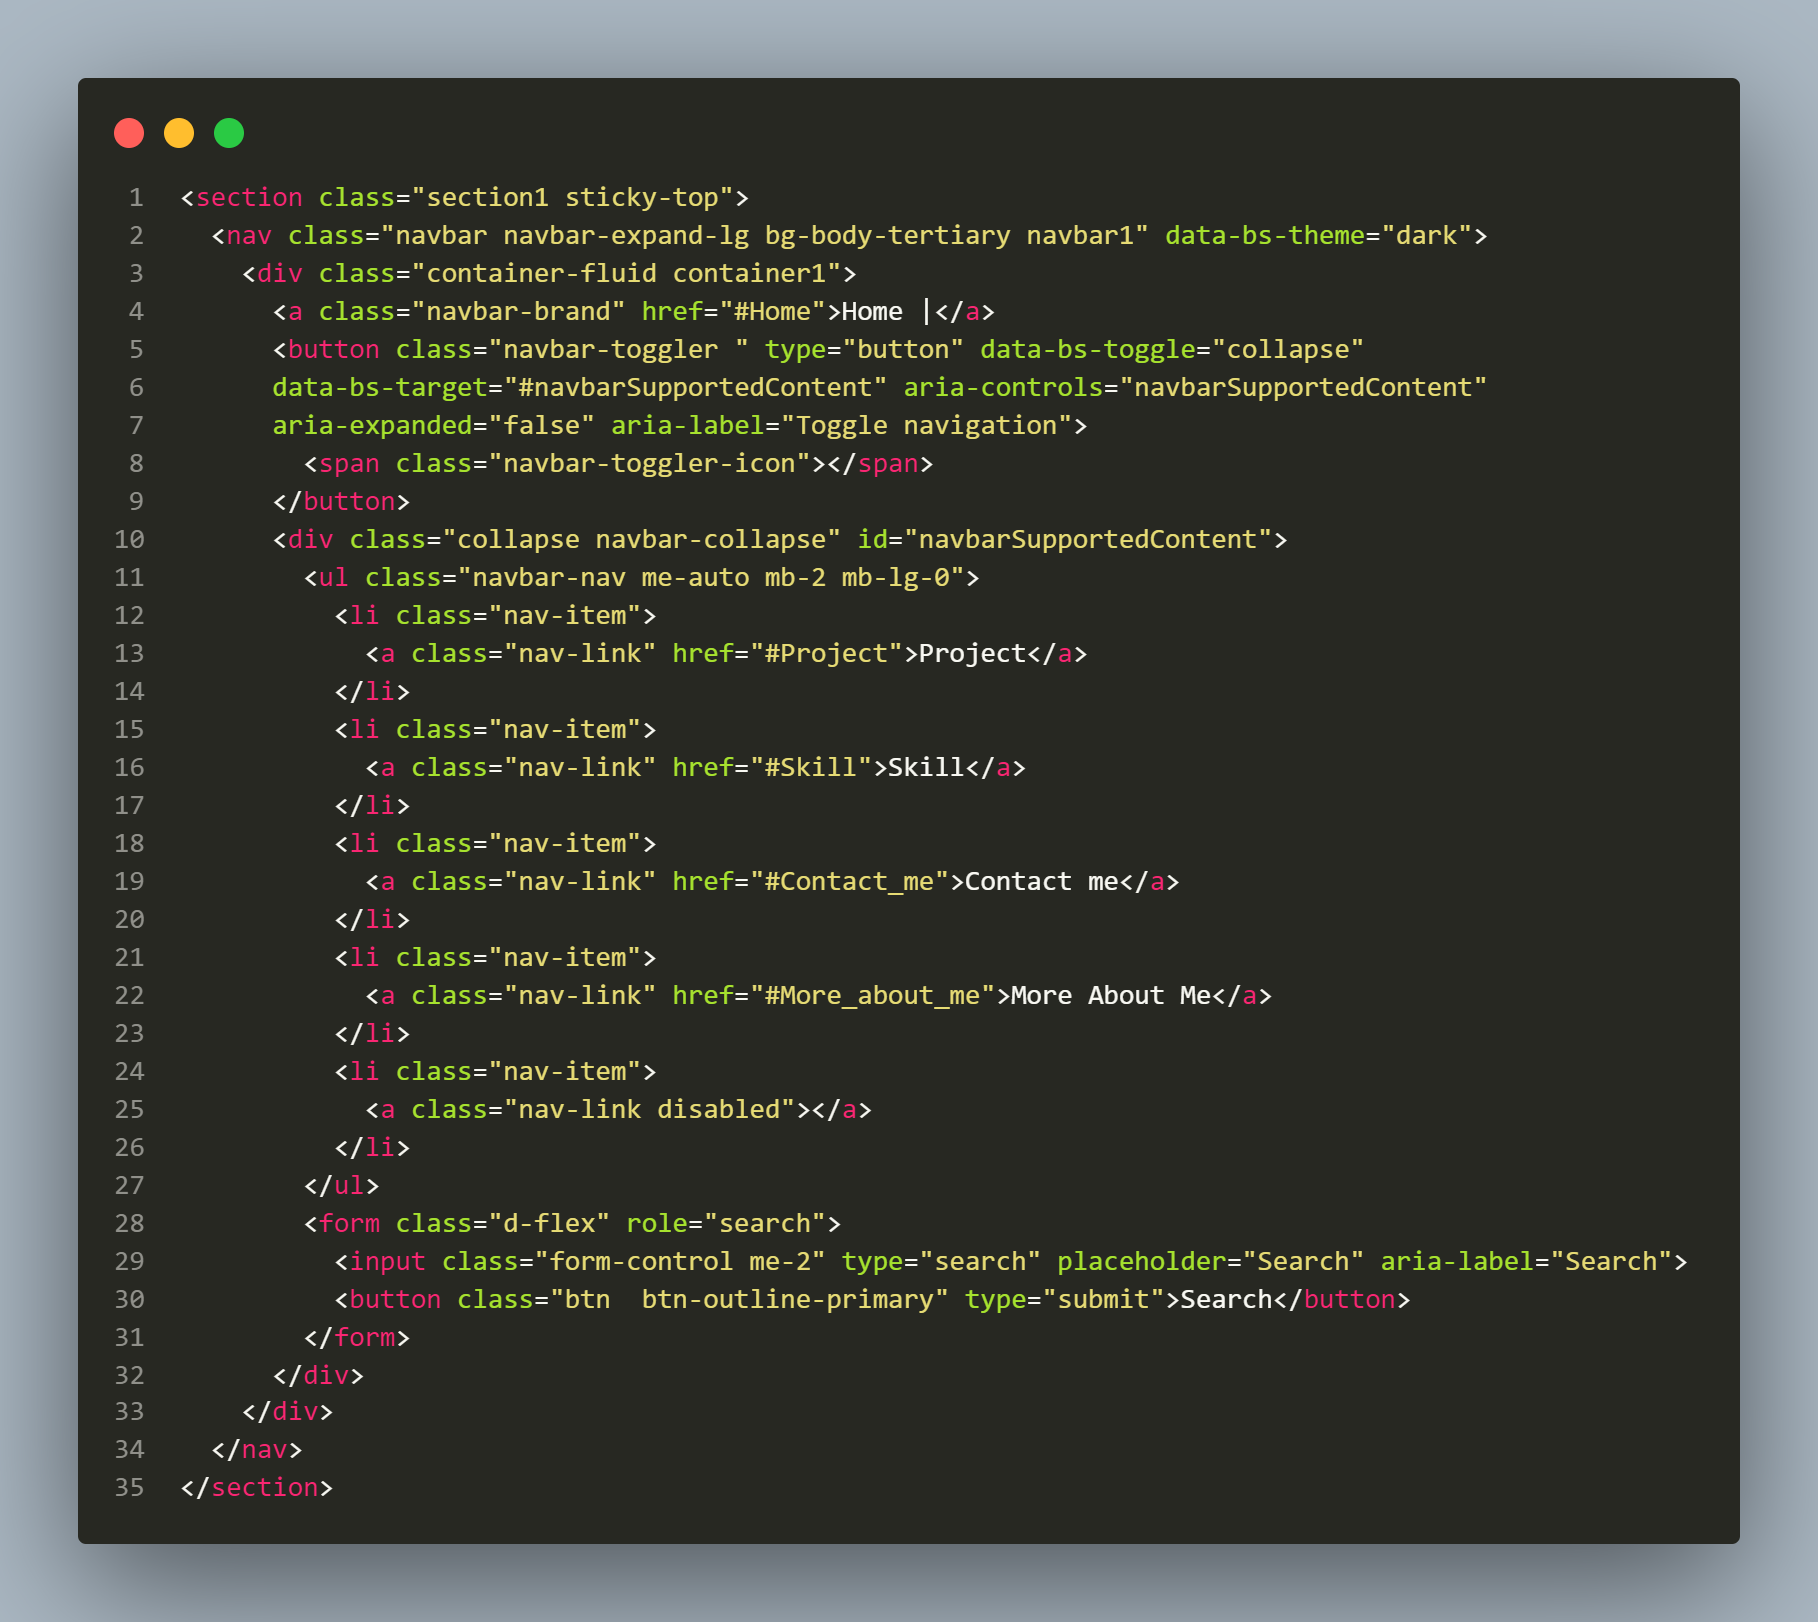 1 <section class="section1 sticky-top">
2   <nav class="navbar navbar-expand-lg bg-body-tertiary navbar1" data-bs-theme="dark">
3     <div class="container-fluid container1">
4       <a class="navbar-brand" href="#Home">Home |</a>
5       <button class="navbar-toggler " type="button" data-bs-toggle="collapse"
6       data-bs-target="#navbarSupportedContent" aria-controls="navbarSupportedContent"
7       aria-expanded="false" aria-label="Toggle navigation">
8         <span class="navbar-toggler-icon"></span>
9       </button>
10       <div class="collapse navbar-collapse" id="navbarSupportedContent">
11         <ul class="navbar-nav me-auto mb-2 mb-lg-0">
12           <li class="nav-item">
13             <a class="nav-link" href="#Project">Project</a>
14           </li>
15           <li class="nav-item">
16             <a class="nav-link" href="#Skill">Skill</a>
17           </li>
18           <li class="nav-item">
19             <a class="nav-link" href="#Contact_me">Contact me</a>
20           </li>
21           <li class="nav-item">
22             <a class="nav-link" href="#More_about_me">More About Me</a>
23           </li>
24           <li class="nav-item">
25             <a class="nav-link disabled"></a>
26           </li>
27         </ul>
28         <form class="d-flex" role="search">
29           <input class="form-control me-2" type="search" placeholder="Search" aria-label="Search">
30           <button class="btn  btn-outline-primary" type="submit">Search</button>
31         </form>
32       </div>
33     </div>
34   </nav>
35 </section>